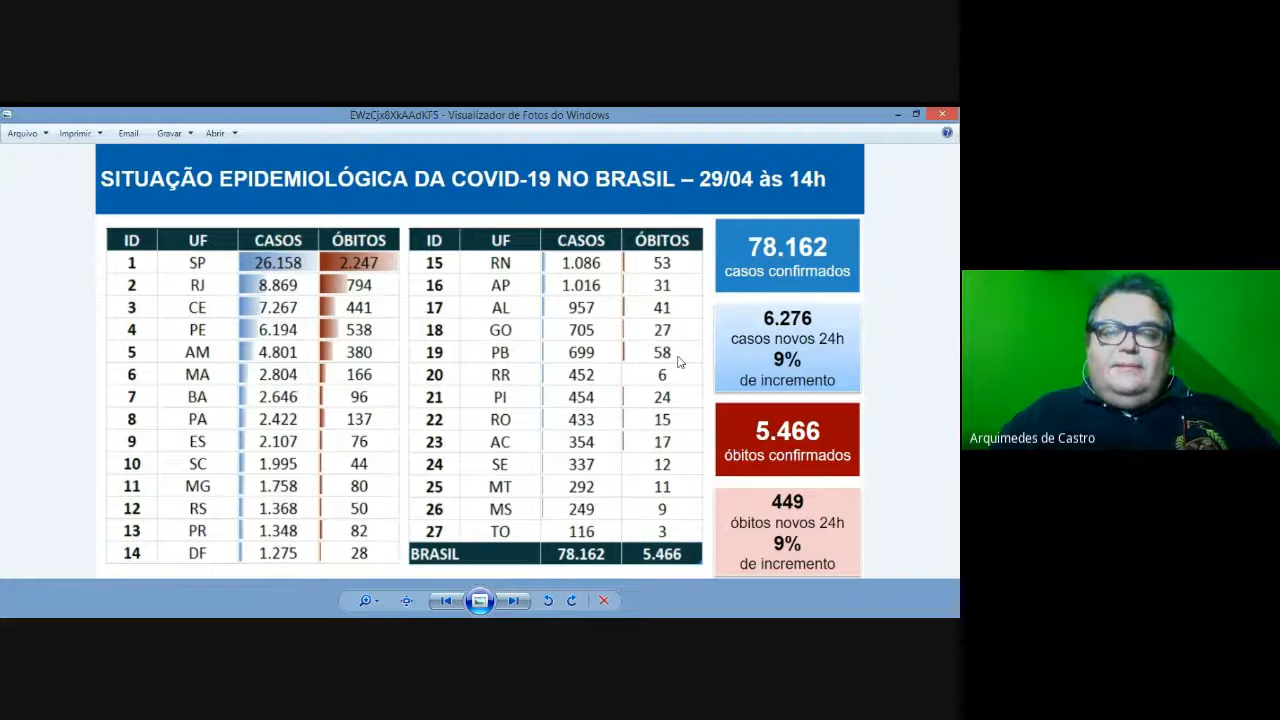 EWzCjx8XkAAdKF5 - Visualizador de Fotos do Windows
Arquivo Imprimir Email Gravar Abrir
SITUAÇÃO EPIDEMIOLÓGICA DA COVID-19 NO BRASIL – 29/04 às 14h
ID UF CASOS ÓBITOS
1 SP 26.158 2.247
2 RJ 8.869 794
3 CE 7.267 441
4 PE 6.194 538
5 AM 4.801 380
6 MA 2.804 166
7 BA 2.646 96
8 PA 2.422 137
9 ES 2.107 76
10 SC 1.995 44
11 MG 1.758 80
12 RS 1.368 50
13 PR 1.348 82
14 DF 1.275 28
ID UF CASOS ÓBITOS
15 RN 1.086 53
16 AP 1.016 31
17 AL 957 41
18 GO 705 27
19 PB 699 58
20 RR 452 6
21 PI 454 24
22 RO 433 15
23 AC 354 17
24 SE 337 12
25 MT 292 11
26 MS 249 9
27 TO 116 3
BRASIL 78.162 5.466
78.162
casos confirmados
6.276
casos novos 24h
9%
de incremento
5.466
óbitos confirmados
449
óbitos novos 24h
9%
de incremento
Arquimedes de Castro